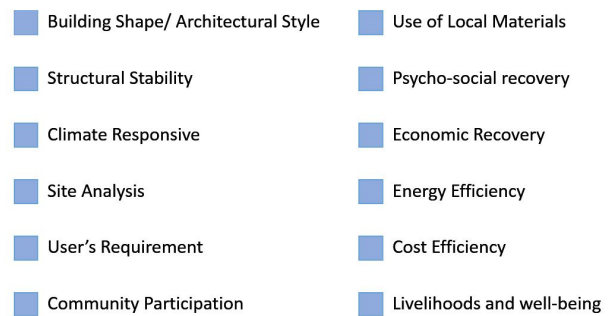 Building Shape/ Architectural Style
Structural Stability
Climate Responsive
Site Analysis
User’s Requirement
Community Participation
Use of Local Materials
Psycho-social recovery
Economic Recovery
Energy Efficiency
Cost Efficiency
Livelihoods and well-being